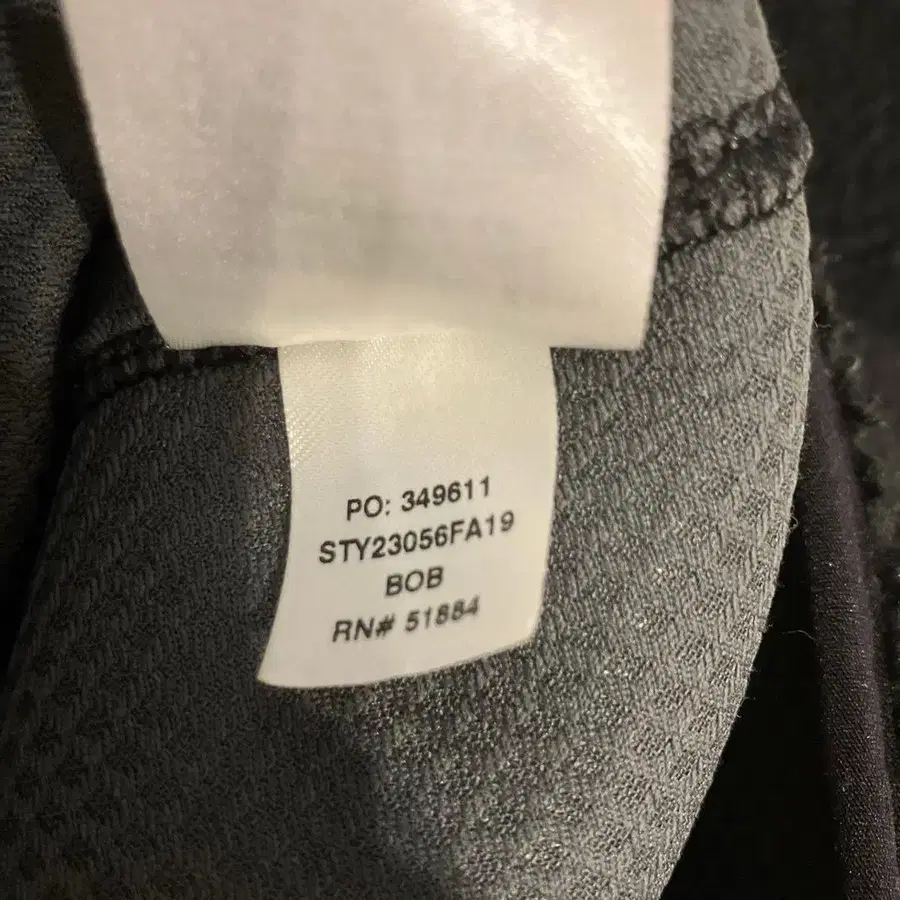 PO: 349611
STY23056FA19
BOB
RN# 51884